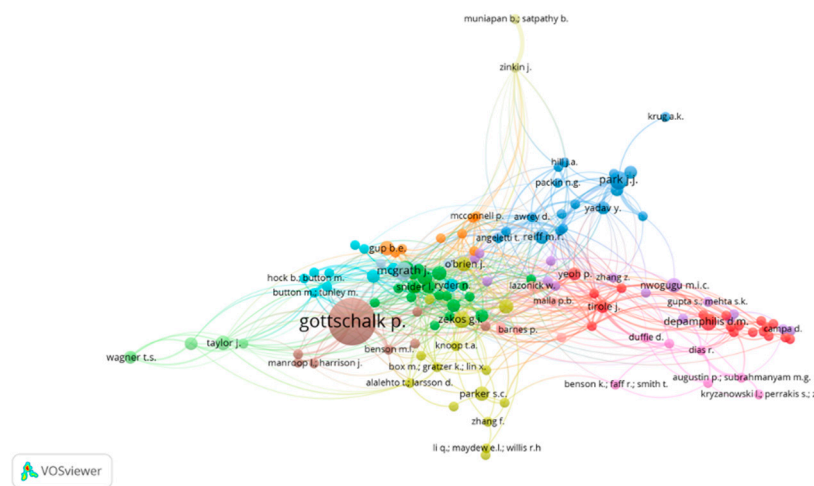 muniapan b.; satpathy b.
zinkin j.
krug a.k.
hill j.a.
park j.j.
packin n.g.
yadav y.
mcconnell p.
awrey d.
angeletti t.
reiff m.r.
gup b.e.
o'brien j.
mcgrath j.
yeoh p.
zhang z.
hock b.; button m.
snider l.
ryder n.
lazonick w.
nwogugu m.i.c.
button m.; tunley m.
malla p.b.
tirole j.
gupta s.; mehta s.k.
gottschalk p.
zekos g.i.
barnes p.
depamphilis d.m.
campa d.
wagner t.s.
taylor j.
knoop t.a.
duffie d.
benson m.l.
dias r.
manroop l.; harrison j.
box m.; gratzer k.; lin x.
alalehto t.; larsson d.
benson k.; faff r.; smith t.
augustin p.; subrahmanyam m.g.
parker s.c.
kryzanowski l.; perrakis s.; z
zhang f.
li q.; maydew e.l.; willis r.h
VOSviewer